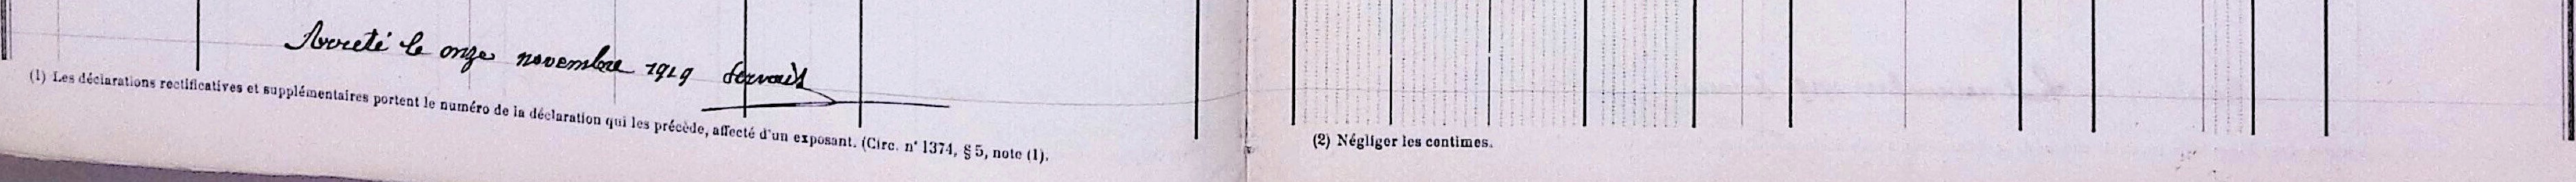 Arreté le onze novembre 1919 Servais
(1) Les déclarations rectificatives et supplémentaires portent le numéro de la déclaration qui les précède, affecté d'un exposant. (Circ. n° 1374, § 5, note (1).
(2) Négliger les centimes.